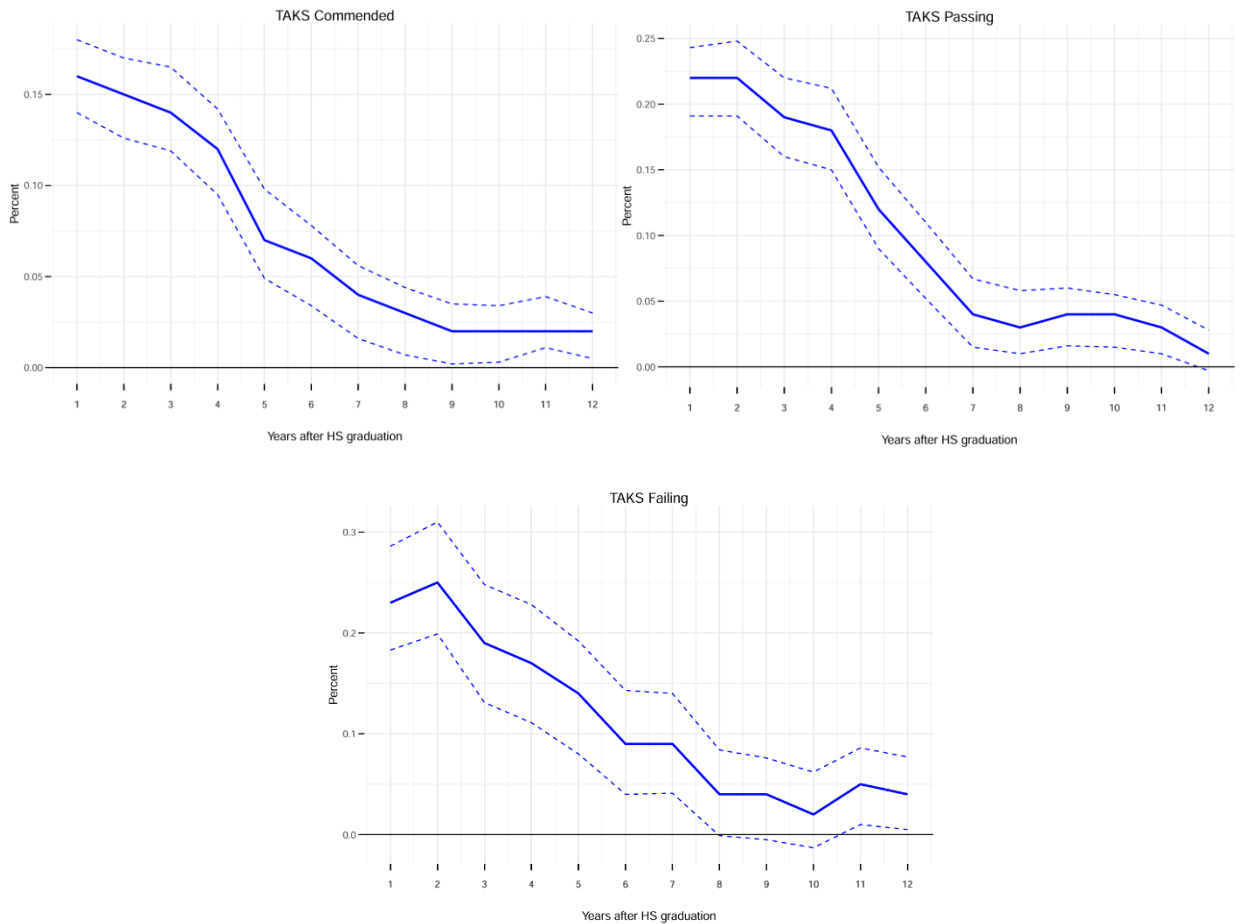 TAKS Commended
0.15
0.10
0.05
0.00
Percent
1 2 3 4 5 6 7 8 9 10 11 12
Years after HS graduation
TAKS Passing
0.25
0.20
0.15
0.10
0.05
0.00
Percent
1 2 3 4 5 6 7 8 9 10 11 12
Years after HS graduation
TAKS Failing
0.3
0.2
0.1
0.0
Percent
1 2 3 4 5 6 7 8 9 10 11 12
Years after HS graduation